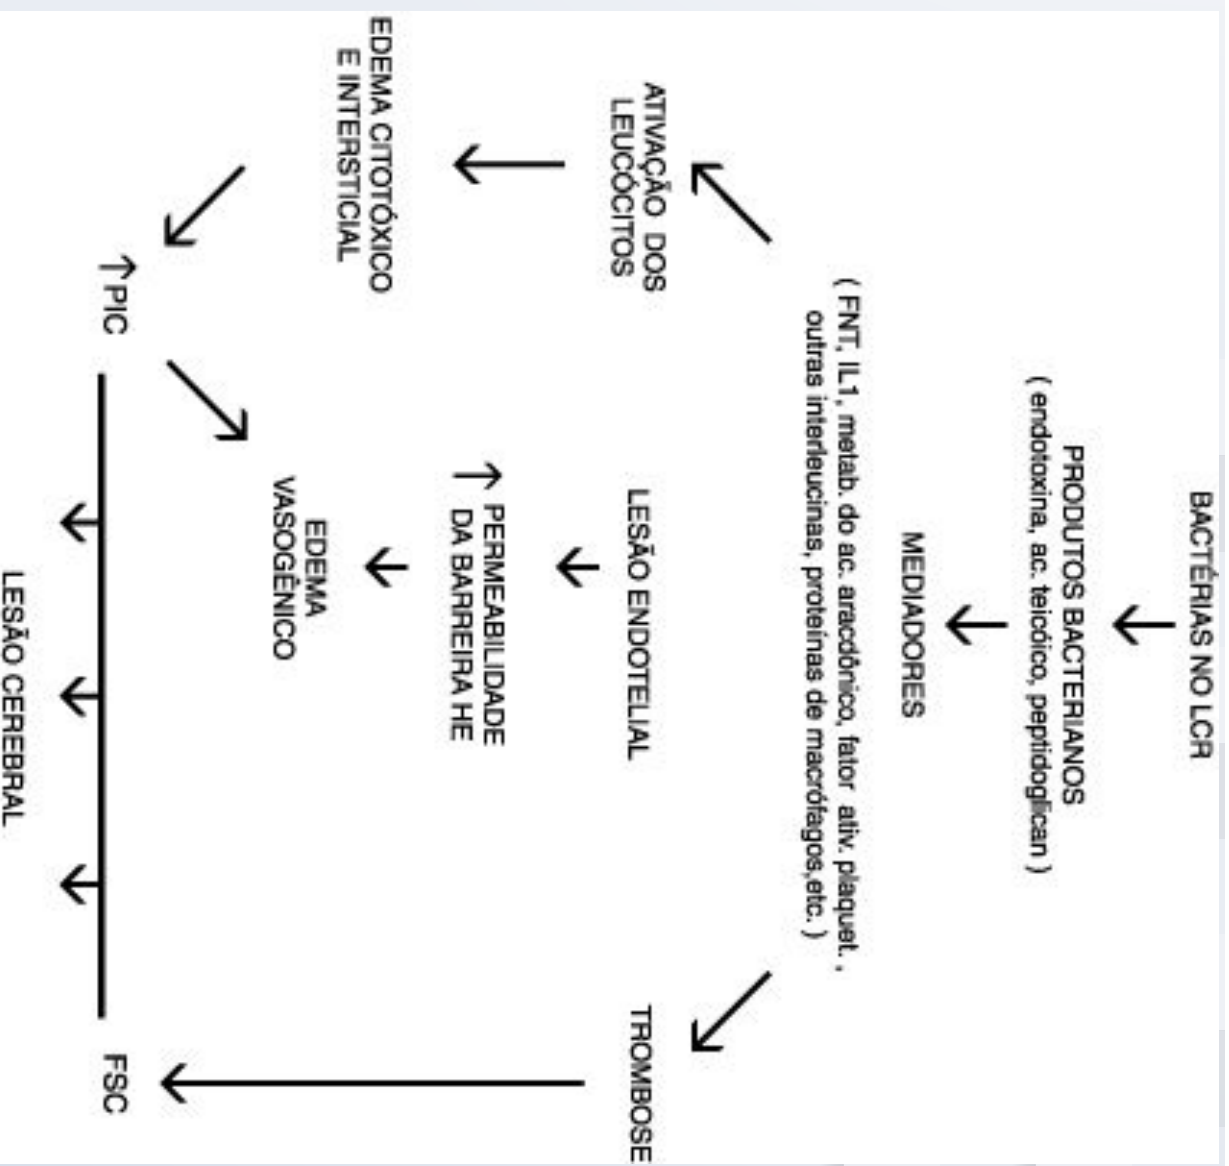 BACTÉRIAS NO LCR
PRODUTOS BACTERIANOS
( endotoxina, ac. teicóico, peptidoglican )
MEDIADORES
( FNT, IL1, metab. do ac. aracdônico, fator ativ. plaquet. ,
outras interleucinas, proteínas de macrófagos,etc. )
ATIVAÇÃO DOS
LEUCÓCITOS
LESÃO ENDOTELIAL
TROMBOSE
↑ PERMEABILIDADE
DA BARREIRA HE
EDEMA CITOTÓXICO
E INTERSTICIAL
EDEMA
VASOGÊNICO
↑PIC
FSC
LESÃO CEREBRAL